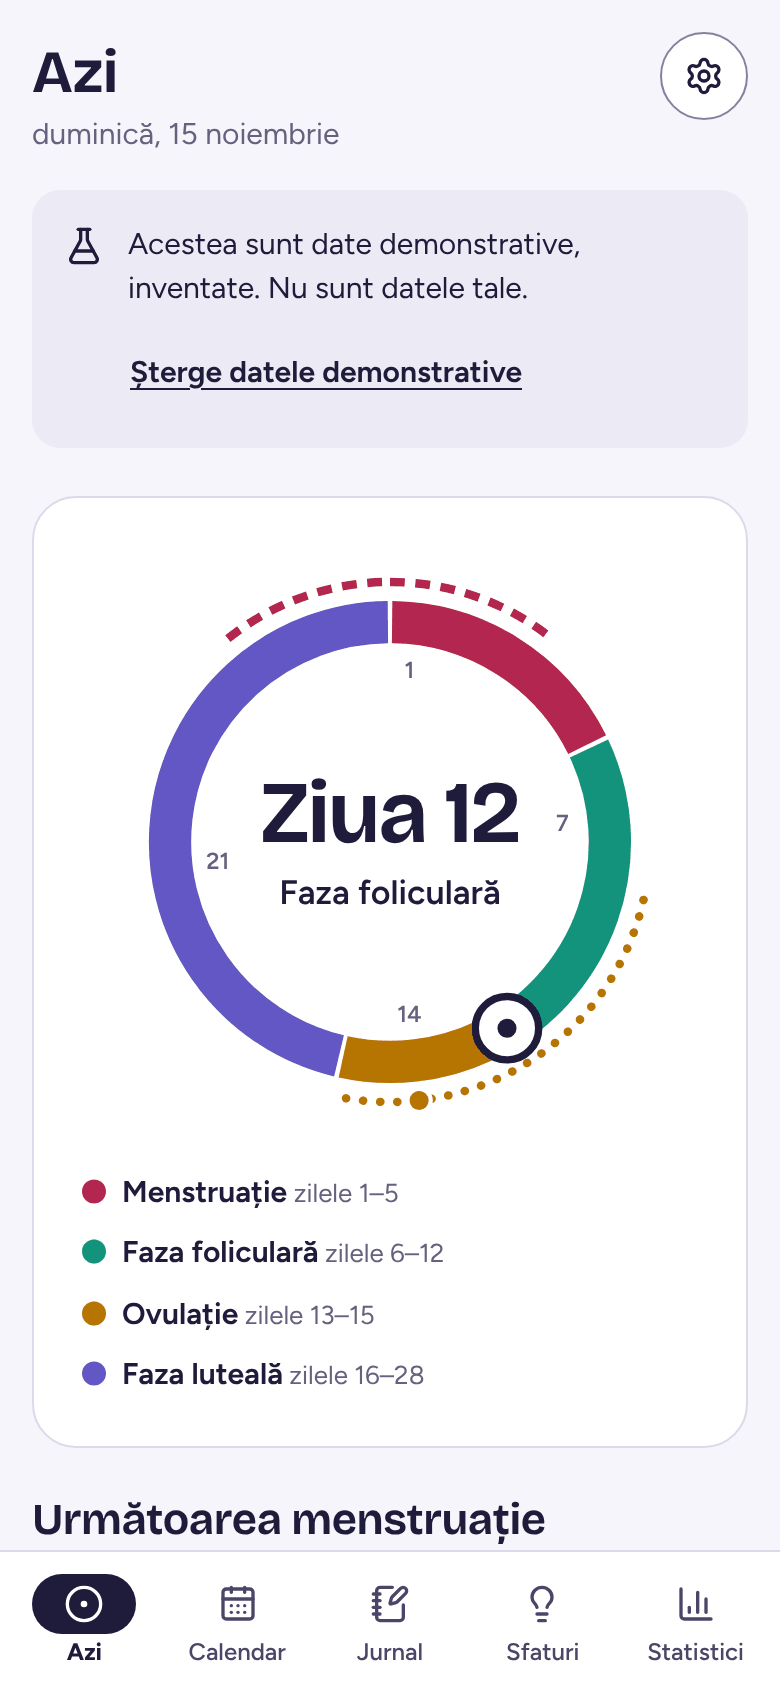 Azi
duminică, 15 noiembrie
Acestea sunt date demonstrative,
inventate. Nu sunt datele tale.
Șterge datele demonstrative
1
7
14
21
Ziua 12
Faza foliculară
Menstruație zilele 1–5
Faza foliculară zilele 6–12
Ovulație zilele 13–15
Faza luteală zilele 16–28
Următoarea menstruație
Azi
Calendar
Jurnal
Sfaturi
Statistici